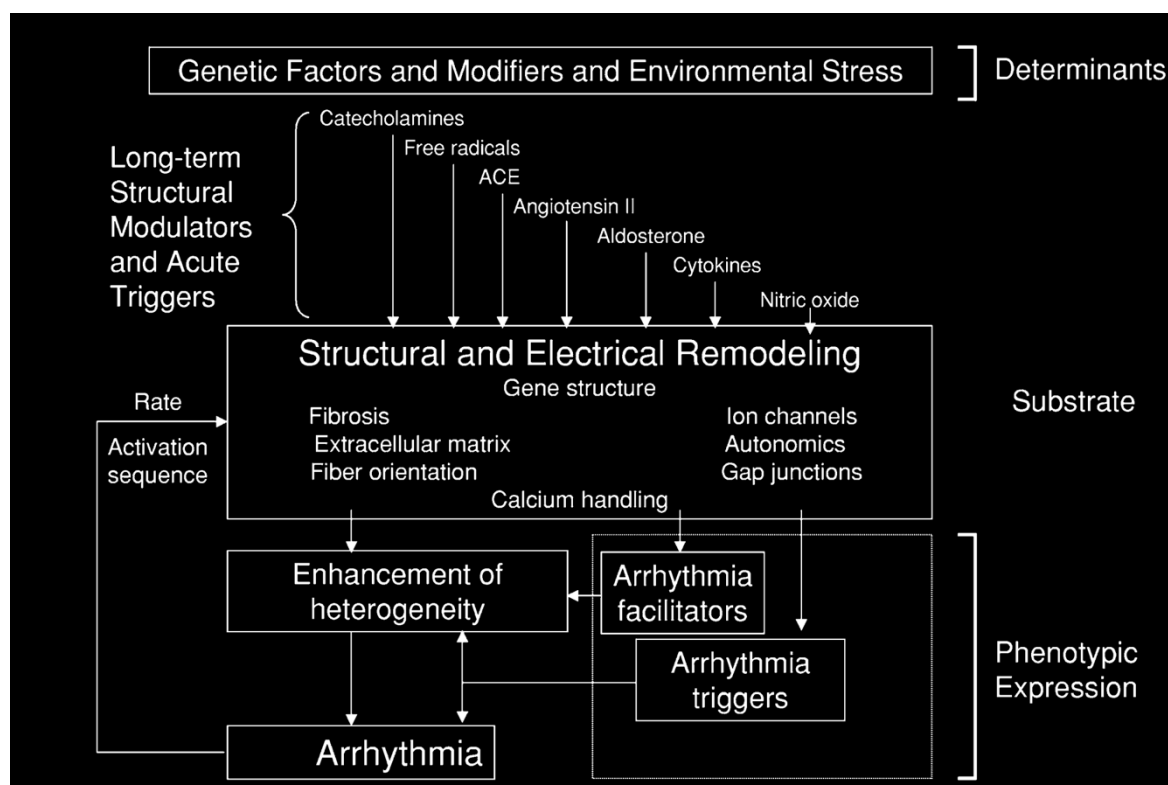 Genetic Factors and Modifiers and Environmental Stress
Determinants
Catecholamines
Free radicals
ACE
Angiotensin II
Aldosterone
Cytokines
Nitric oxide
Long-term
Structural
Modulators
and Acute
Triggers
Structural and Electrical Remodeling
Gene structure
Fibrosis
Extracellular matrix
Fiber orientation
Ion channels
Autonomics
Gap junctions
Calcium handling
Substrate
Rate
Activation
sequence
Enhancement of
heterogeneity
Arrhythmia
facilitators
Arrhythmia
triggers
Arrhythmia
Phenotypic
Expression